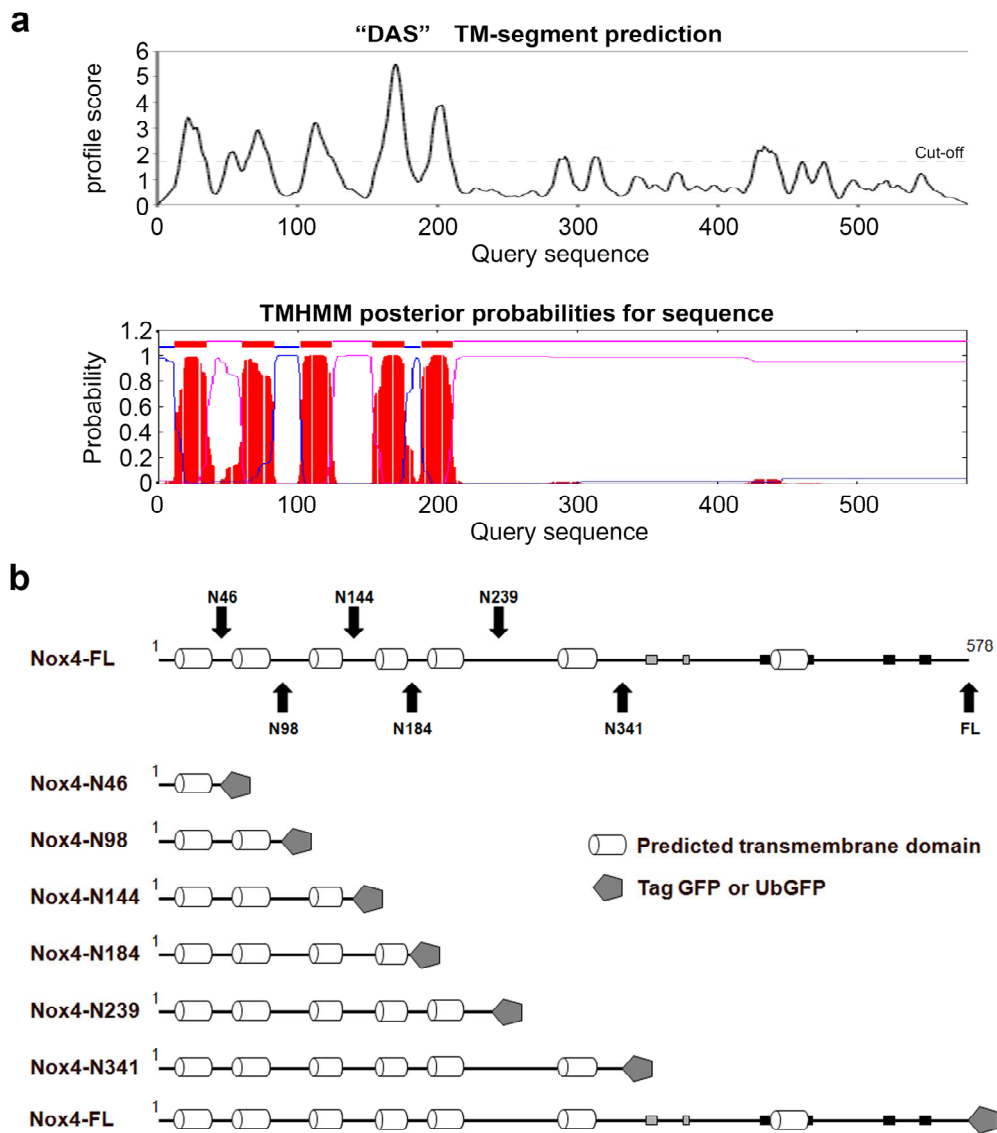 a
“DAS” TM-segment prediction
profile score
6
5
4
3
2
1
0
Cut-off
0 100 200 300 400 500
Query sequence
TMHMM posterior probabilities for sequence
Probability
1.2
1
0.8
0.6
0.4
0.2
0
0 100 200 300 400 500
Query sequence
b
N46 N144 N239
Nox4-FL 1 578
N98 N184 N341 FL
Nox4-N46 1
Nox4-N98 1
Predicted transmembrane domain
Nox4-N144 1
Tag GFP or UbGFP
Nox4-N184 1
Nox4-N239 1
Nox4-N341 1
Nox4-FL 1